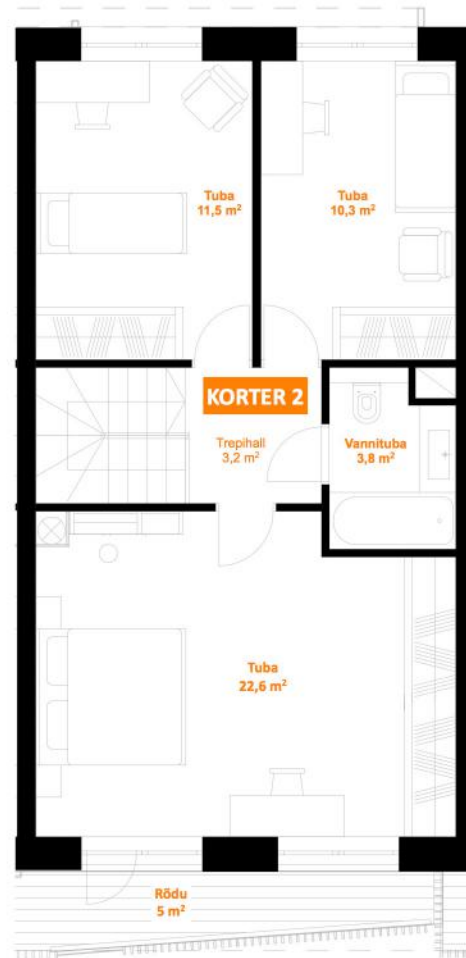 Tuba
11,5 m²
Tuba
10,3 m²
KORTER 2
Trepihall
3,2 m²
Vannituba
3,8 m²
Tuba
22,6 m²
Rõdu
5 m²